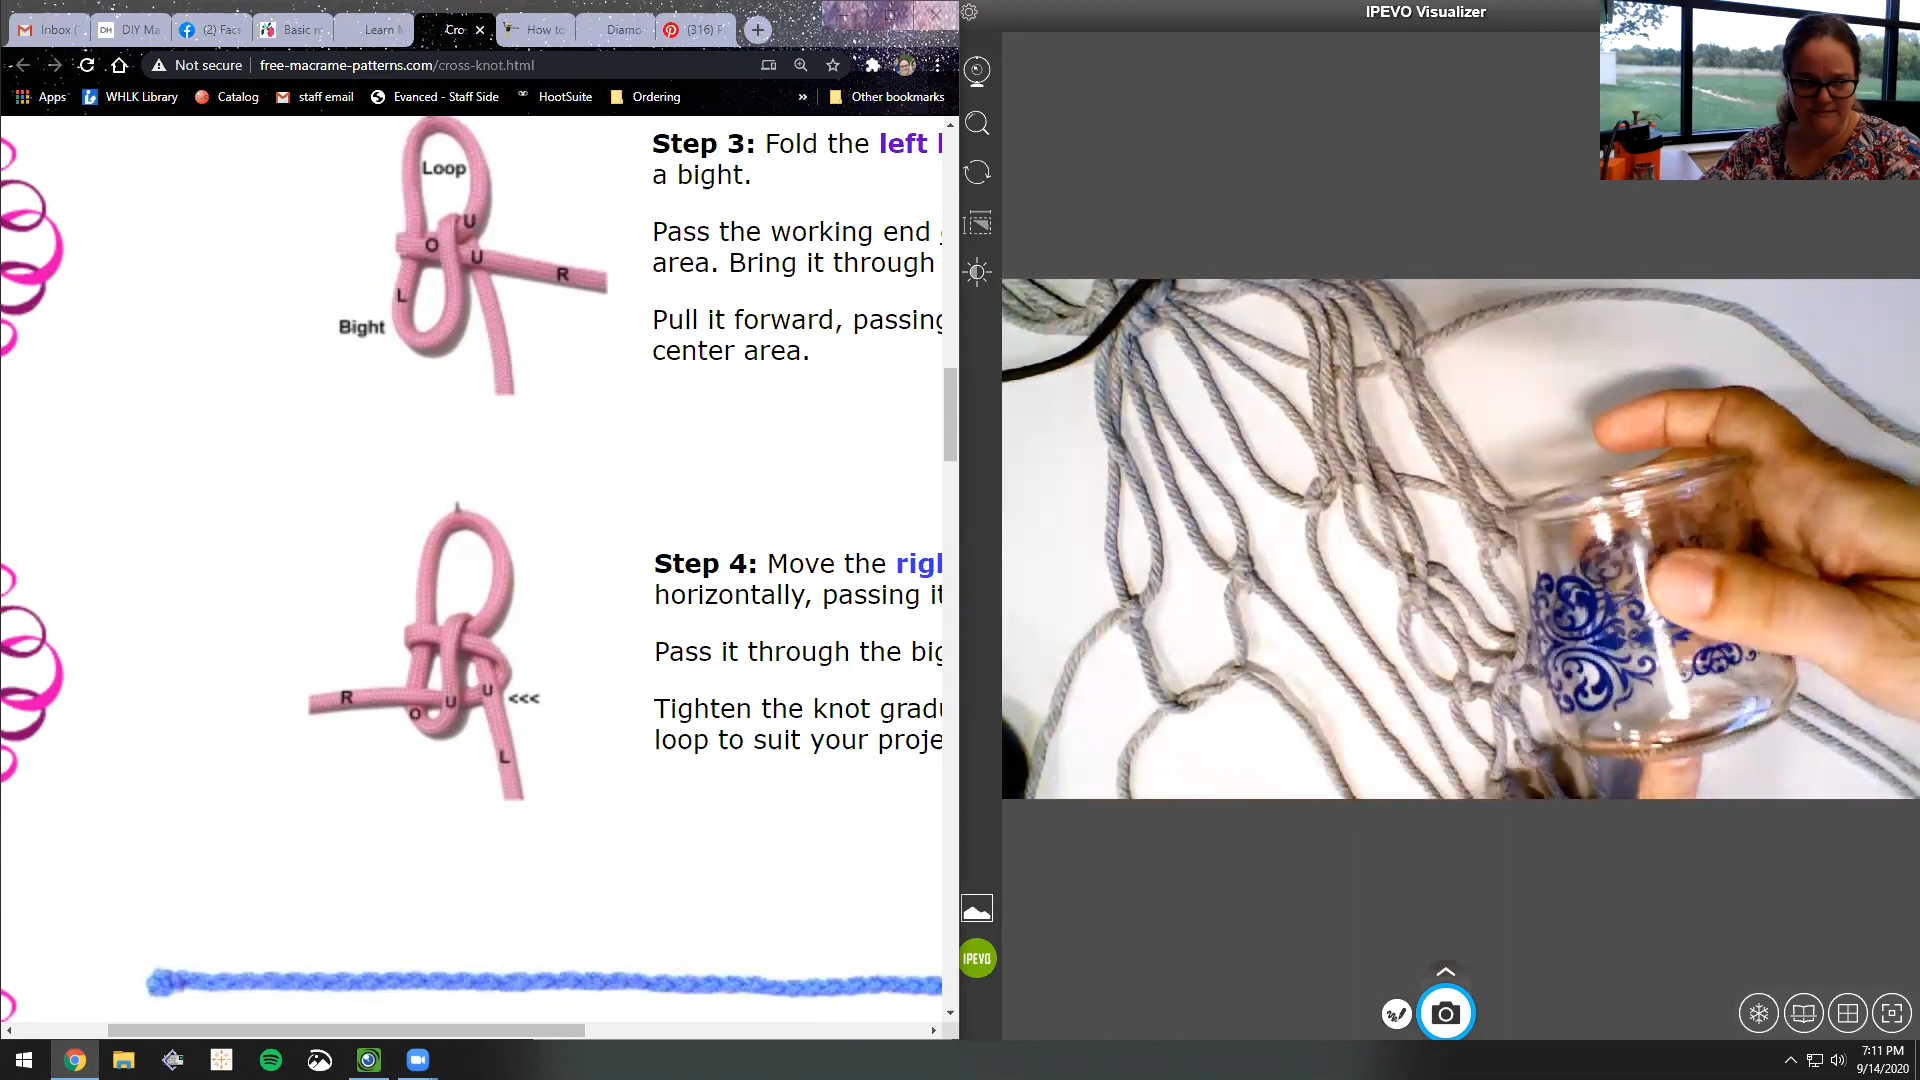 Inbox (
DIY Ma
(2) Fac
Basic
Learn
Cro
How to
Diamo
(316) P
Not secure
free-macrame-patterns.com/cross-knot.html
Apps
WHLK Library
Catalog
staff email
Evanced - Staff Side
HootSuite
Ordering
»
Other bookmarks
Loop
U
O
U
R
L
Bight
Step 3: Fold the left
a bight.
Pass the working end
area. Bring it through
Pull it forward, passing
center area.
R
O
U
U
<<<
L
Step 4: Move the righ
horizontally, passing it
Pass it through the big
Tighten the knot gradu
loop to suit your proje
IPEVO Visualizer
IPEVO
7:11 PM
9/14/2020